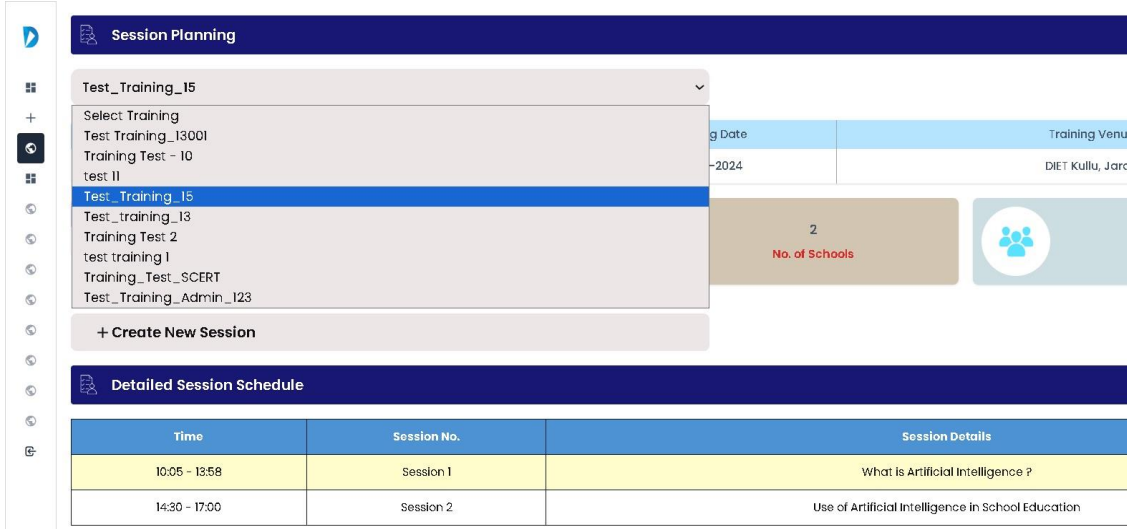 Session Planning
Test_Training_15
Select Training
Test Training_13001
Training Test - 10
test 11
Test_Training_15
Test_training_13
Training Test 2
test training 1
Training_Test_SCERT
Test_Training_Admin_123
g Date
Training Venu
-2024
DIET Kullu, Jar
2
No. of Schools
+ Create New Session
Detailed Session Schedule
Time Session No. Session Details
10:05 - 13:58 Session 1 What is Artificial Intelligence ?
14:30 - 17:00 Session 2 Use of Artificial Intelligence in School Education